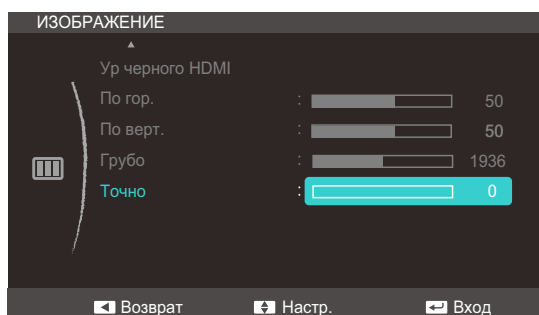 ИЗОБРАЖЕНИЕ
Ур черного HDMI
По гор. : 50
По верт. : 50
Грубо : 1936
Точно : 0
Возврат Настр. Вход